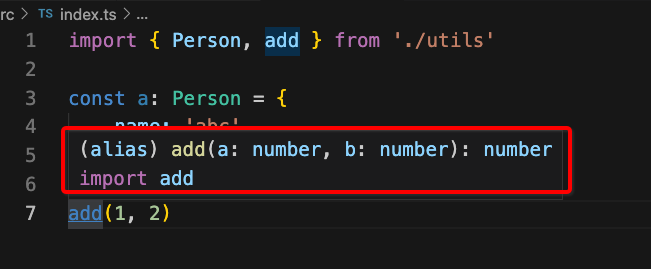 rc > TS index.ts > ...
1 import { Person, add } from './utils'
2
3 const a: Person = {
4 name: 'abc'
5 (alias) add(a: number, b: number): number
6 import add
7 add(1, 2)